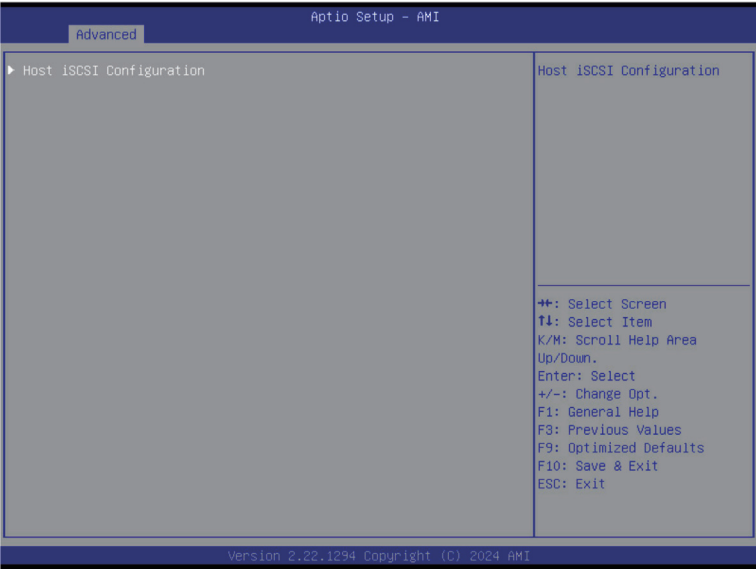 Aptio Setup – AMI
Advanced
▶ Host iSCSI Configuration
Host iSCSI Configuration
→←: Select Screen
↑↓: Select Item
K/M: Scroll Help Area
Up/Down.
Enter: Select
+/-: Change Opt.
F1: General Help
F3: Previous Values
F9: Optimized Defaults
F10: Save & Exit
ESC: Exit
Version 2.22.1294 Copyright (C) 2024 AMI